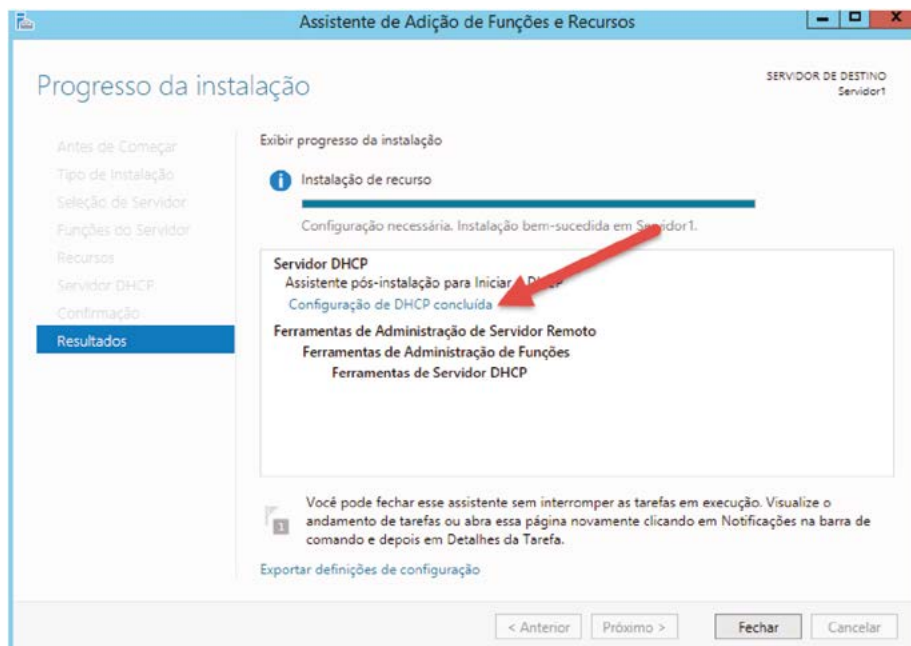 Assistente de Adição de Funções e Recursos
Progresso da instalação
SERVIDOR DE DESTINO
Servidor1
Antes de Começar
Tipo de Instalação
Seleção de Servidor
Funções do Servidor
Recursos
Servidor DHCP
Confirmação
Resultados
Exibir progresso da instalação
Instalação de recurso
Configuração necessária. Instalação bem-sucedida em Servidor1.
Servidor DHCP
Assistente pós-instalação para Iniciar DHCP
Configuração de DHCP concluída
Ferramentas de Administração de Servidor Remoto
Ferramentas de Administração de Funções
Ferramentas de Servidor DHCP
Você pode fechar esse assistente sem interromper as tarefas em execução. Visualize o
andamento de tarefas ou abra essa página novamente clicando em Notificações na barra de
comando e depois em Detalhes da Tarefa.
Exportar definições de configuração
< Anterior
Próximo >
Fechar
Cancelar